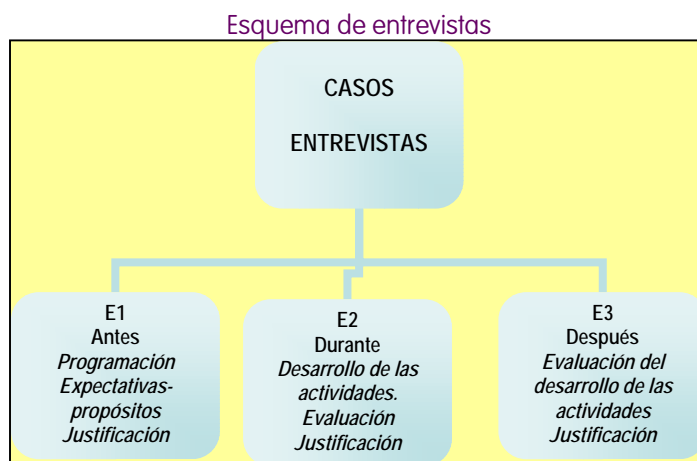 Esquema de entrevistas
CASOS
ENTREVISTAS
E1
Antes
Programación
Expectativas-
propósitos
Justificación
E2
Durante
Desarrollo de las
actividades.
Evaluación
Justificación
E3
Después
Evaluación del
desarrollo de las
actividades
Justificación